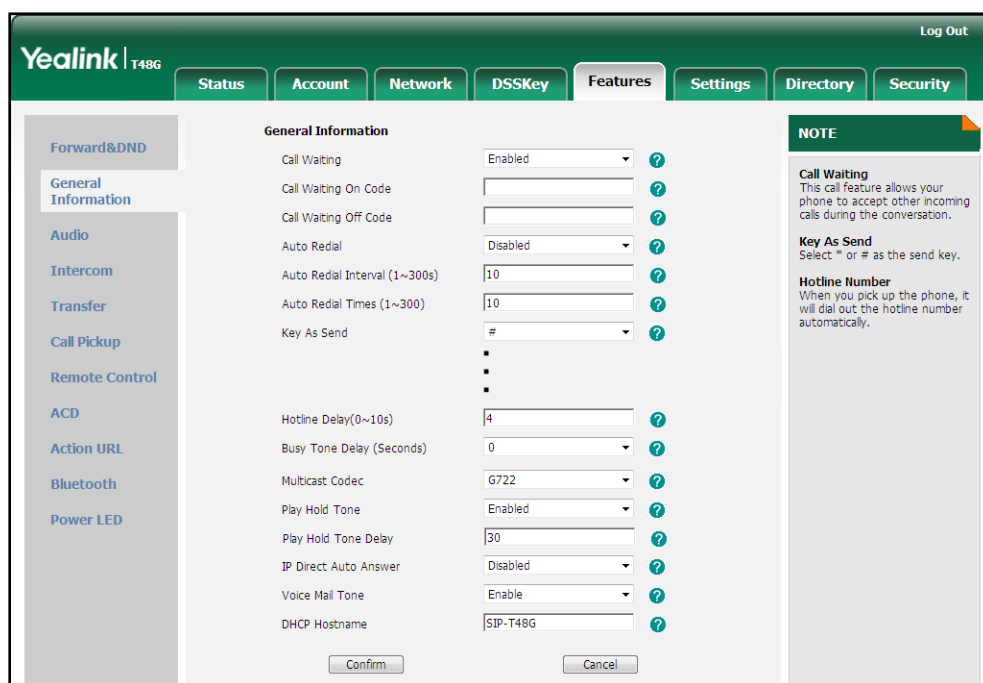 Log Out
Yealink T48G
Status Account Network DSSKey Features Settings Directory Security
Forward&DND
General Information
Audio
Intercom
Transfer
Call Pickup
Remote Control
ACD
Action URL
Bluetooth
Power LED
General Information
Call Waiting Enabled ?
Call Waiting On Code ?
Call Waiting Off Code ?
Auto Redial Disabled ?
Auto Redial Interval (1~300s) 10 ?
Auto Redial Times (1~300) 10 ?
Key As Send # ?
Hotline Delay(0~10s) 4 ?
Busy Tone Delay (Seconds) 0 ?
Multicast Codec G722 ?
Play Hold Tone Enabled ?
Play Hold Tone Delay 30 ?
IP Direct Auto Answer Disabled ?
Voice Mail Tone Enable ?
DHCP Hostname SIP-T48G ?
Confirm Cancel
NOTE
Call Waiting
This call feature allows your
phone to accept other incoming
calls during the conversation.
Key As Send
Select * or # as the send key.
Hotline Number
When you pick up the phone, it
will dial out the hotline number
automatically.